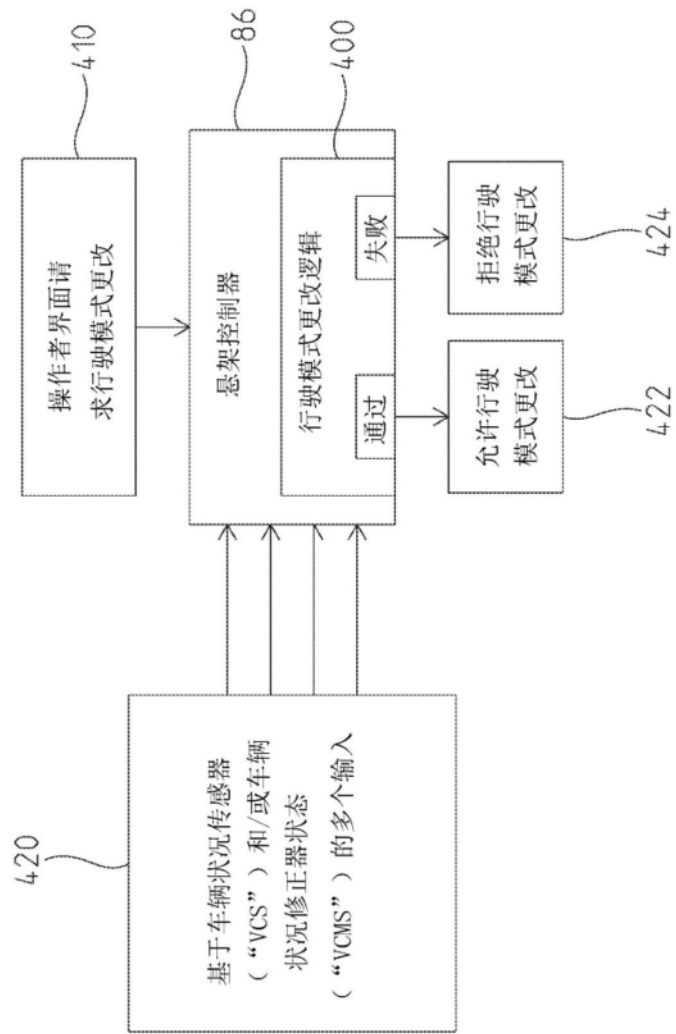 操作者界面请
求行驶模式更改
410
悬架控制器
86
行驶模式更改逻辑
400
通过
失败
允许行驶
模式更改
422
拒绝行驶
模式更改
424
基于车辆状况传感器
（“VCS”）和/或车辆
状况修正器状态
（“VCMS”）的多个输入
420